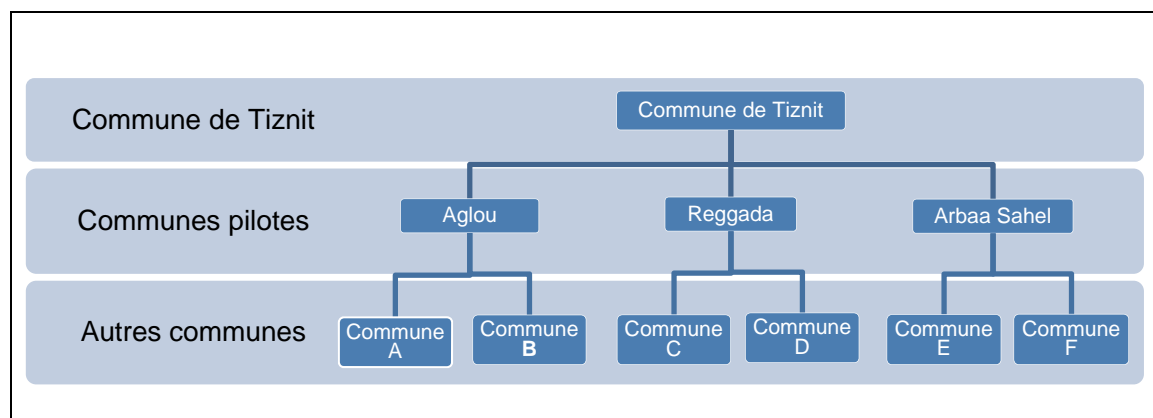 Commune de Tiznit
Commune de Tiznit
Communes pilotes
Aglou
Reggada
Arbaa Sahel
Autres communes
Commune
A
Commune
B
Commune
C
Commune
D
Commune
E
Commune
F